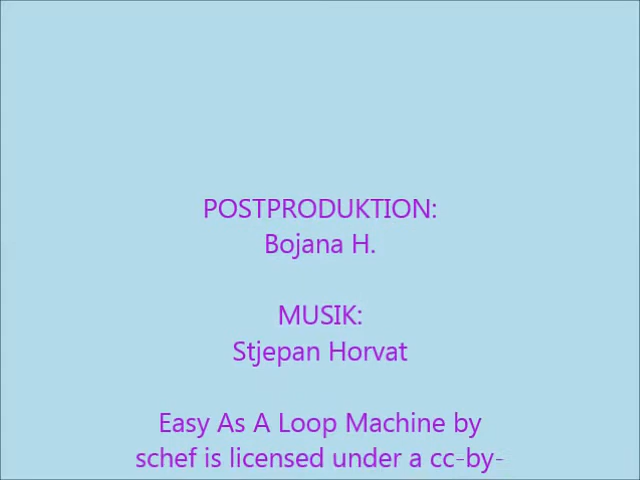 POSTPRODUKTION:
Bojana H.
MUSIK:
Stjepan Horvat
Easy As A Loop Machine by
schef is licensed under a cc-by-